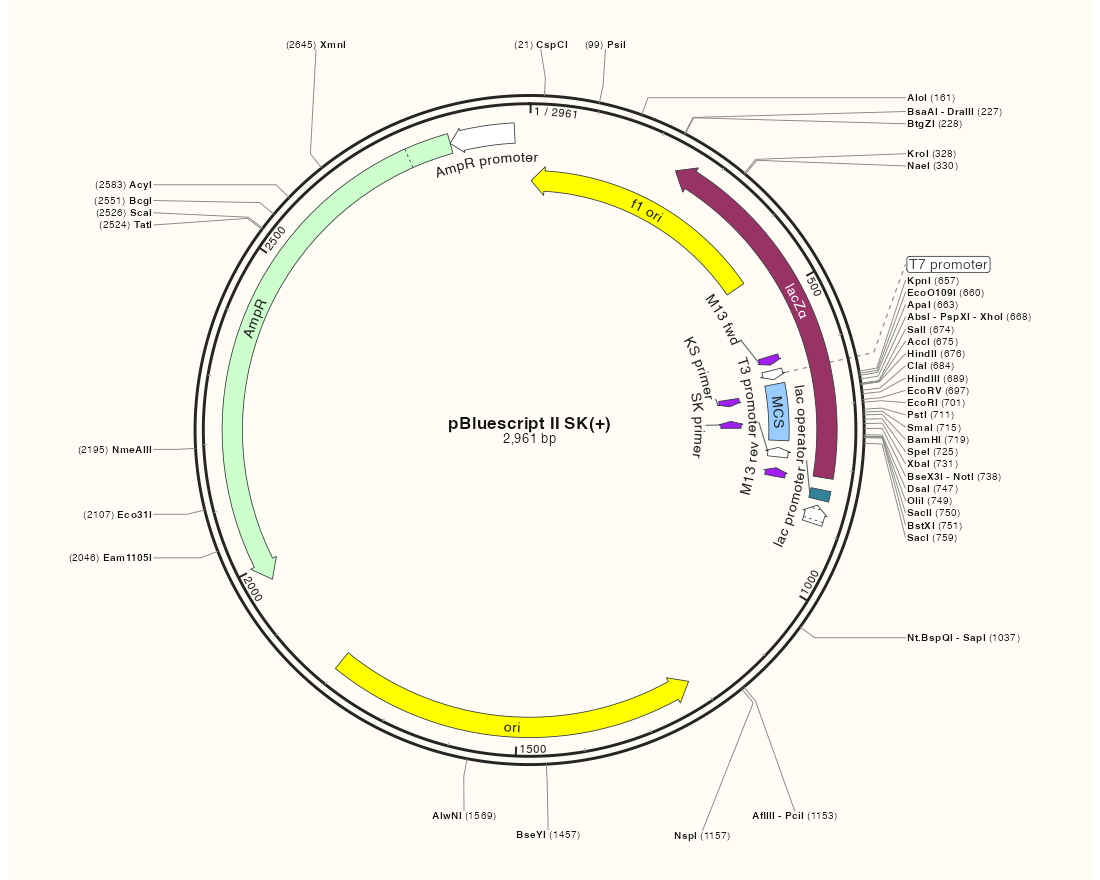 (2645) XmnI
(21) CspCI
(99) PsiI
AloI (161)
BsaAI - DraIII (227)
BtgZI (228)
KroI (328)
NaeI (330)
T7 promoter
KpnI (657)
EcoO109I (660)
ApaI (663)
AbsI - PspXI - XhoI (668)
SalI (674)
AccI (675)
HindII (676)
ClaI (684)
HindIII (689)
EcoRV (697)
EcoRI (701)
PstI (711)
SmaI (715)
BamHI (719)
SpeI (725)
XbaI (731)
BseX3I - NotI (738)
DsaI (747)
OliI (749)
SacII (750)
BstXI (751)
SacI (759)
Nt.BspQI - SapI (1037)
AflIII - PciI (1153)
NspI (1157)
BseYI (1457)
AlwNI (1569)
(2046) Eam1105I
(2107) Eco31I
(2195) NmeAIII
(2524) TatI
(2526) ScaI
(2551) BcgI
(2583) AcyI
1 / 2961
500
1000
1500
2000
2500
AmpR promoter
AmpR
f1 ori
lacZα
M13 fwd
KS primer
SK primer
T3 promoter
M13 rev
MCS
lac operator
lac promoter
ori
pBluescript II SK(+)
2,961 bp